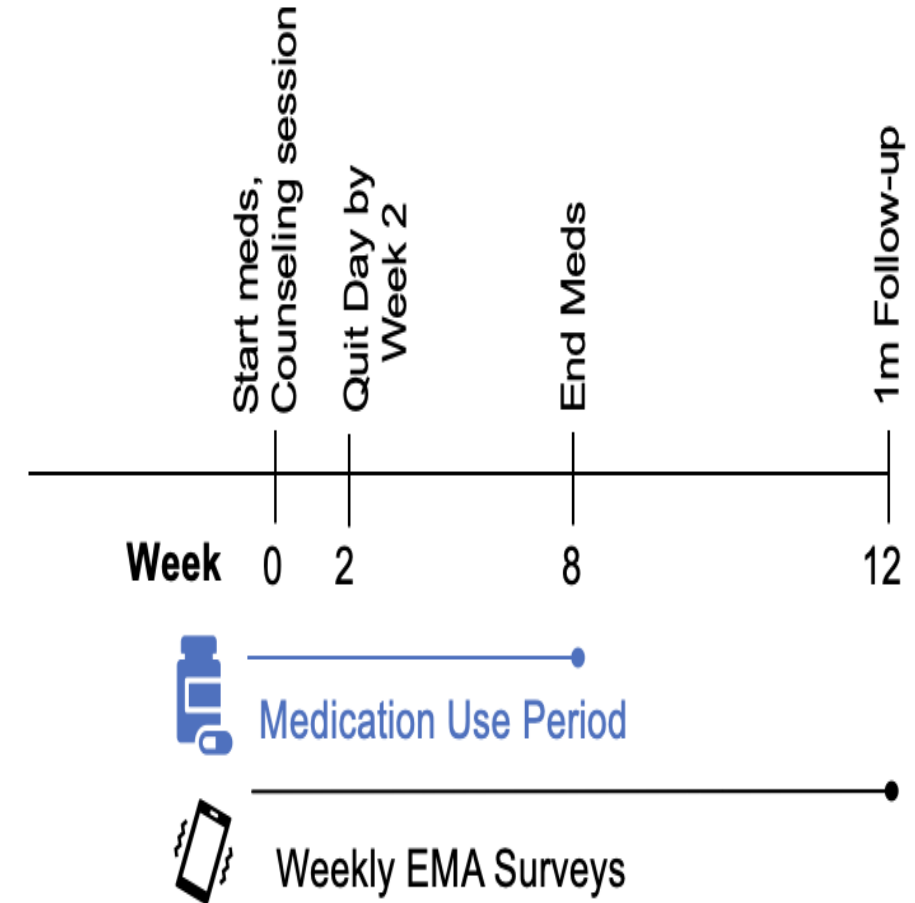 Start meds,
Counseling session
Quit Day by
Week 2
End Meds
1m Follow-up
Week 0 2 8 12
Medication Use Period
Weekly EMA Surveys